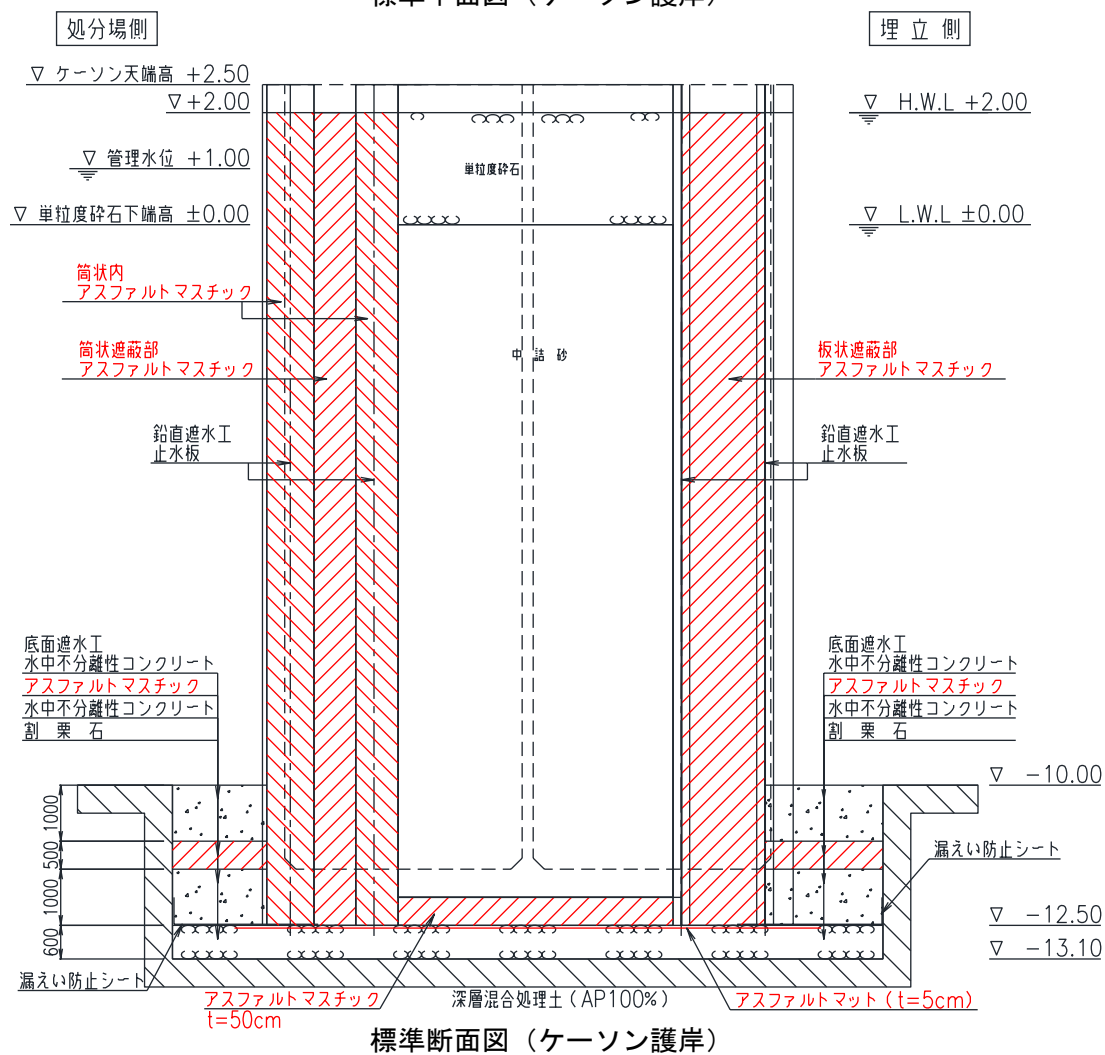 標準平面図（ケーソン護岸）
処分場側
埋 立 側
▽ ケーソン天端高 +2.50
▽+2.00
▽ H.W.L +2.00
▽ 管理水位 +1.00
単粒度砕石
▽ 単粒度砕石下端高 ±0.00
▽ L.W.L ±0.00
筒状内
アスファルトマスチック
筒状遮蔽部
アスファルトマスチック
中 詰 砂
板状遮蔽部
アスファルトマスチック
鉛直遮水工
止水板
鉛直遮水工
止水板
底面遮水工
水中不分離性コンクリート
アスファルトマスチック
水中不分離性コンクリート
割 栗 石
底面遮水工
水中不分離性コンクリート
アスファルトマスチック
水中不分離性コンクリート
割 栗 石
▽ -10.00
1000
500
1000
600
漏えい防止シート
▽ -12.50
▽ -13.10
漏えい防止シート
アスファルトマスチック
t=50cm
深層混合処理土(AP100%)
アスファルトマット(t=5cm)
標準断面図（ケーソン護岸）